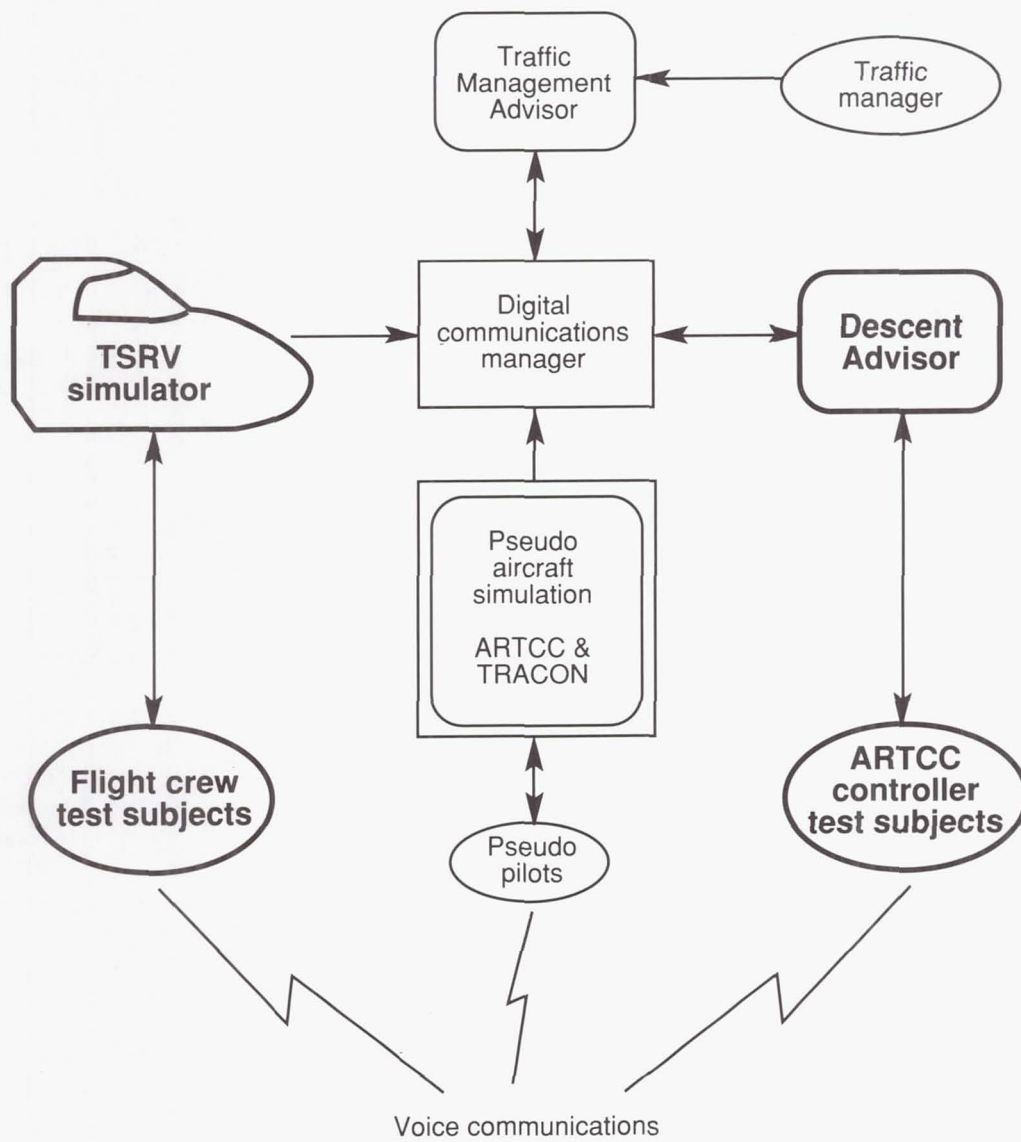 Traffic
Management
Advisor
Traffic
manager
TSRV
simulator
Digital
communications
manager
Descent
Advisor
Pseudo
aircraft
simulation
ARTCC &
TRACON
Flight crew
test subjects
Pseudo
pilots
ARTCC
controller
test subjects
Voice communications